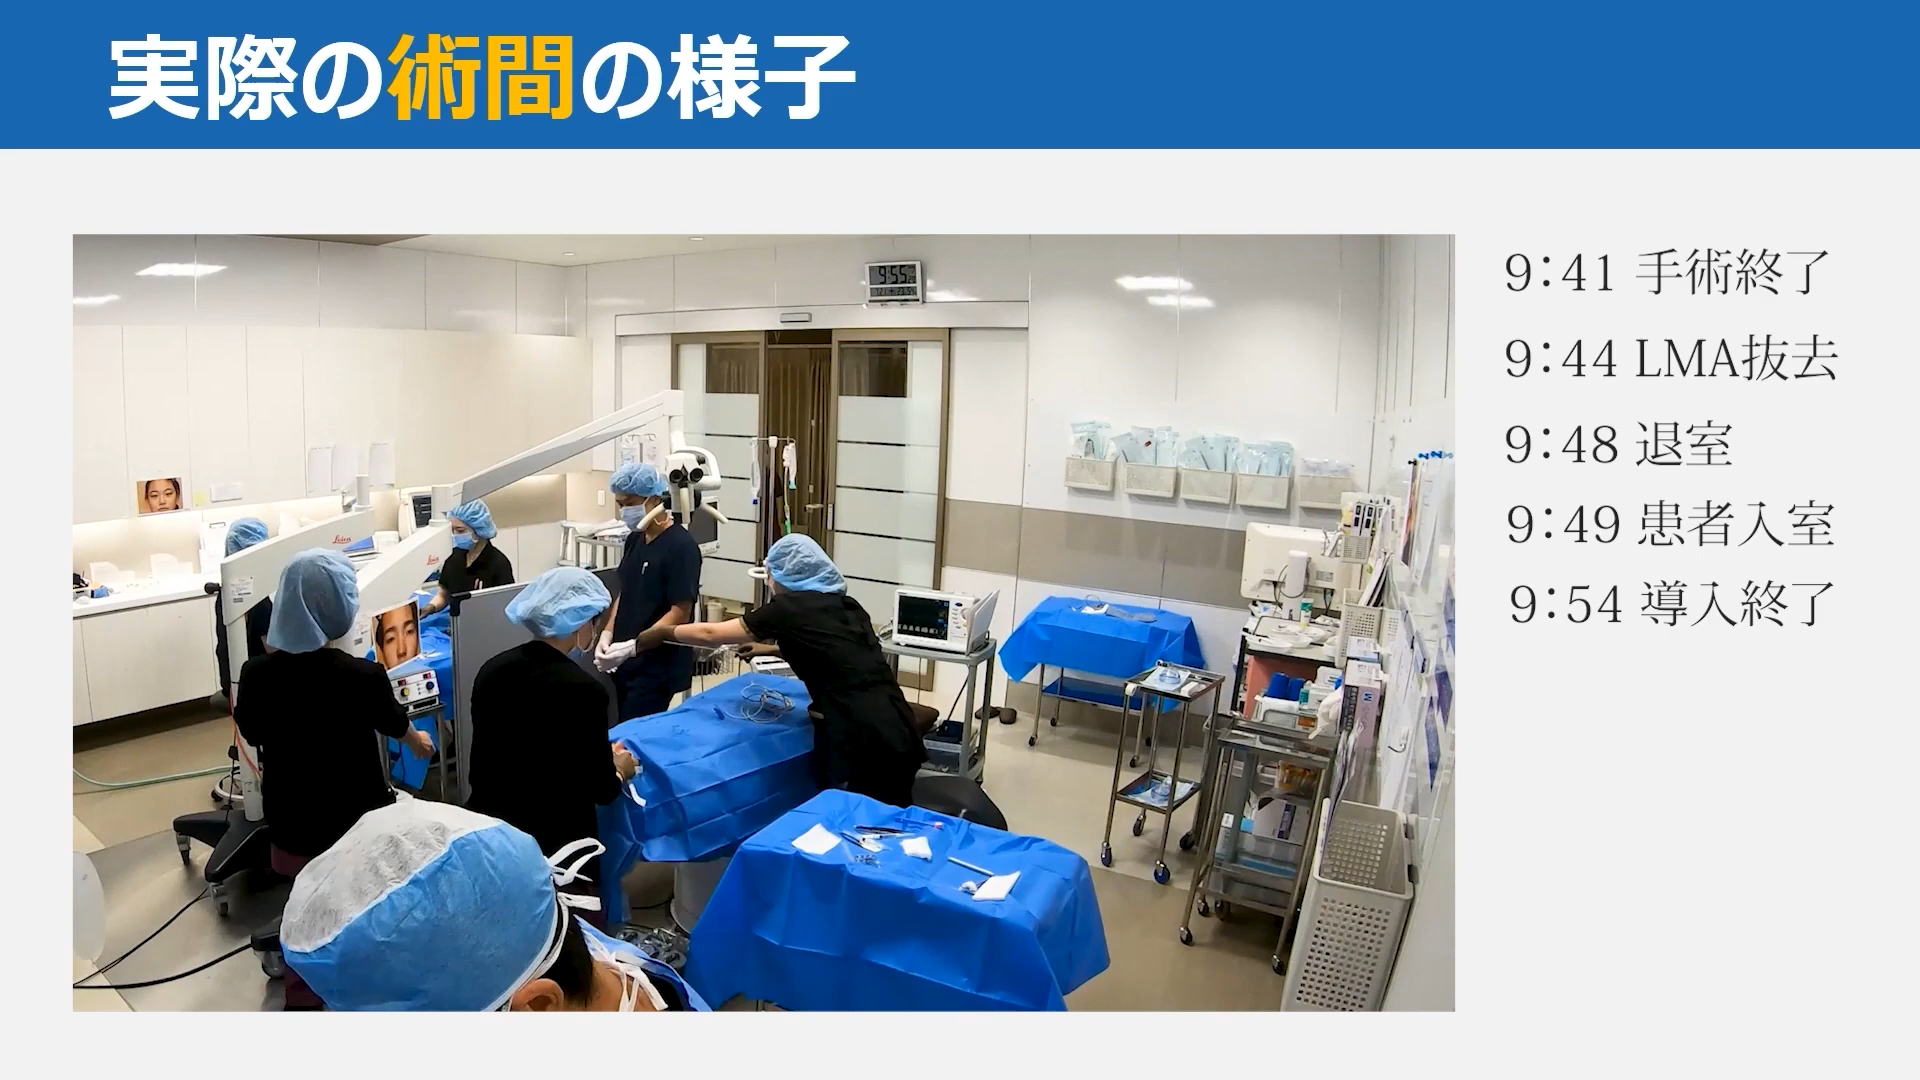 実際の術間の様子
9:55
9:41 手術終了
9:44 LMA抜去
9:48 退室
9:49 患者入室
9:54 導入終了
Leica
Leica